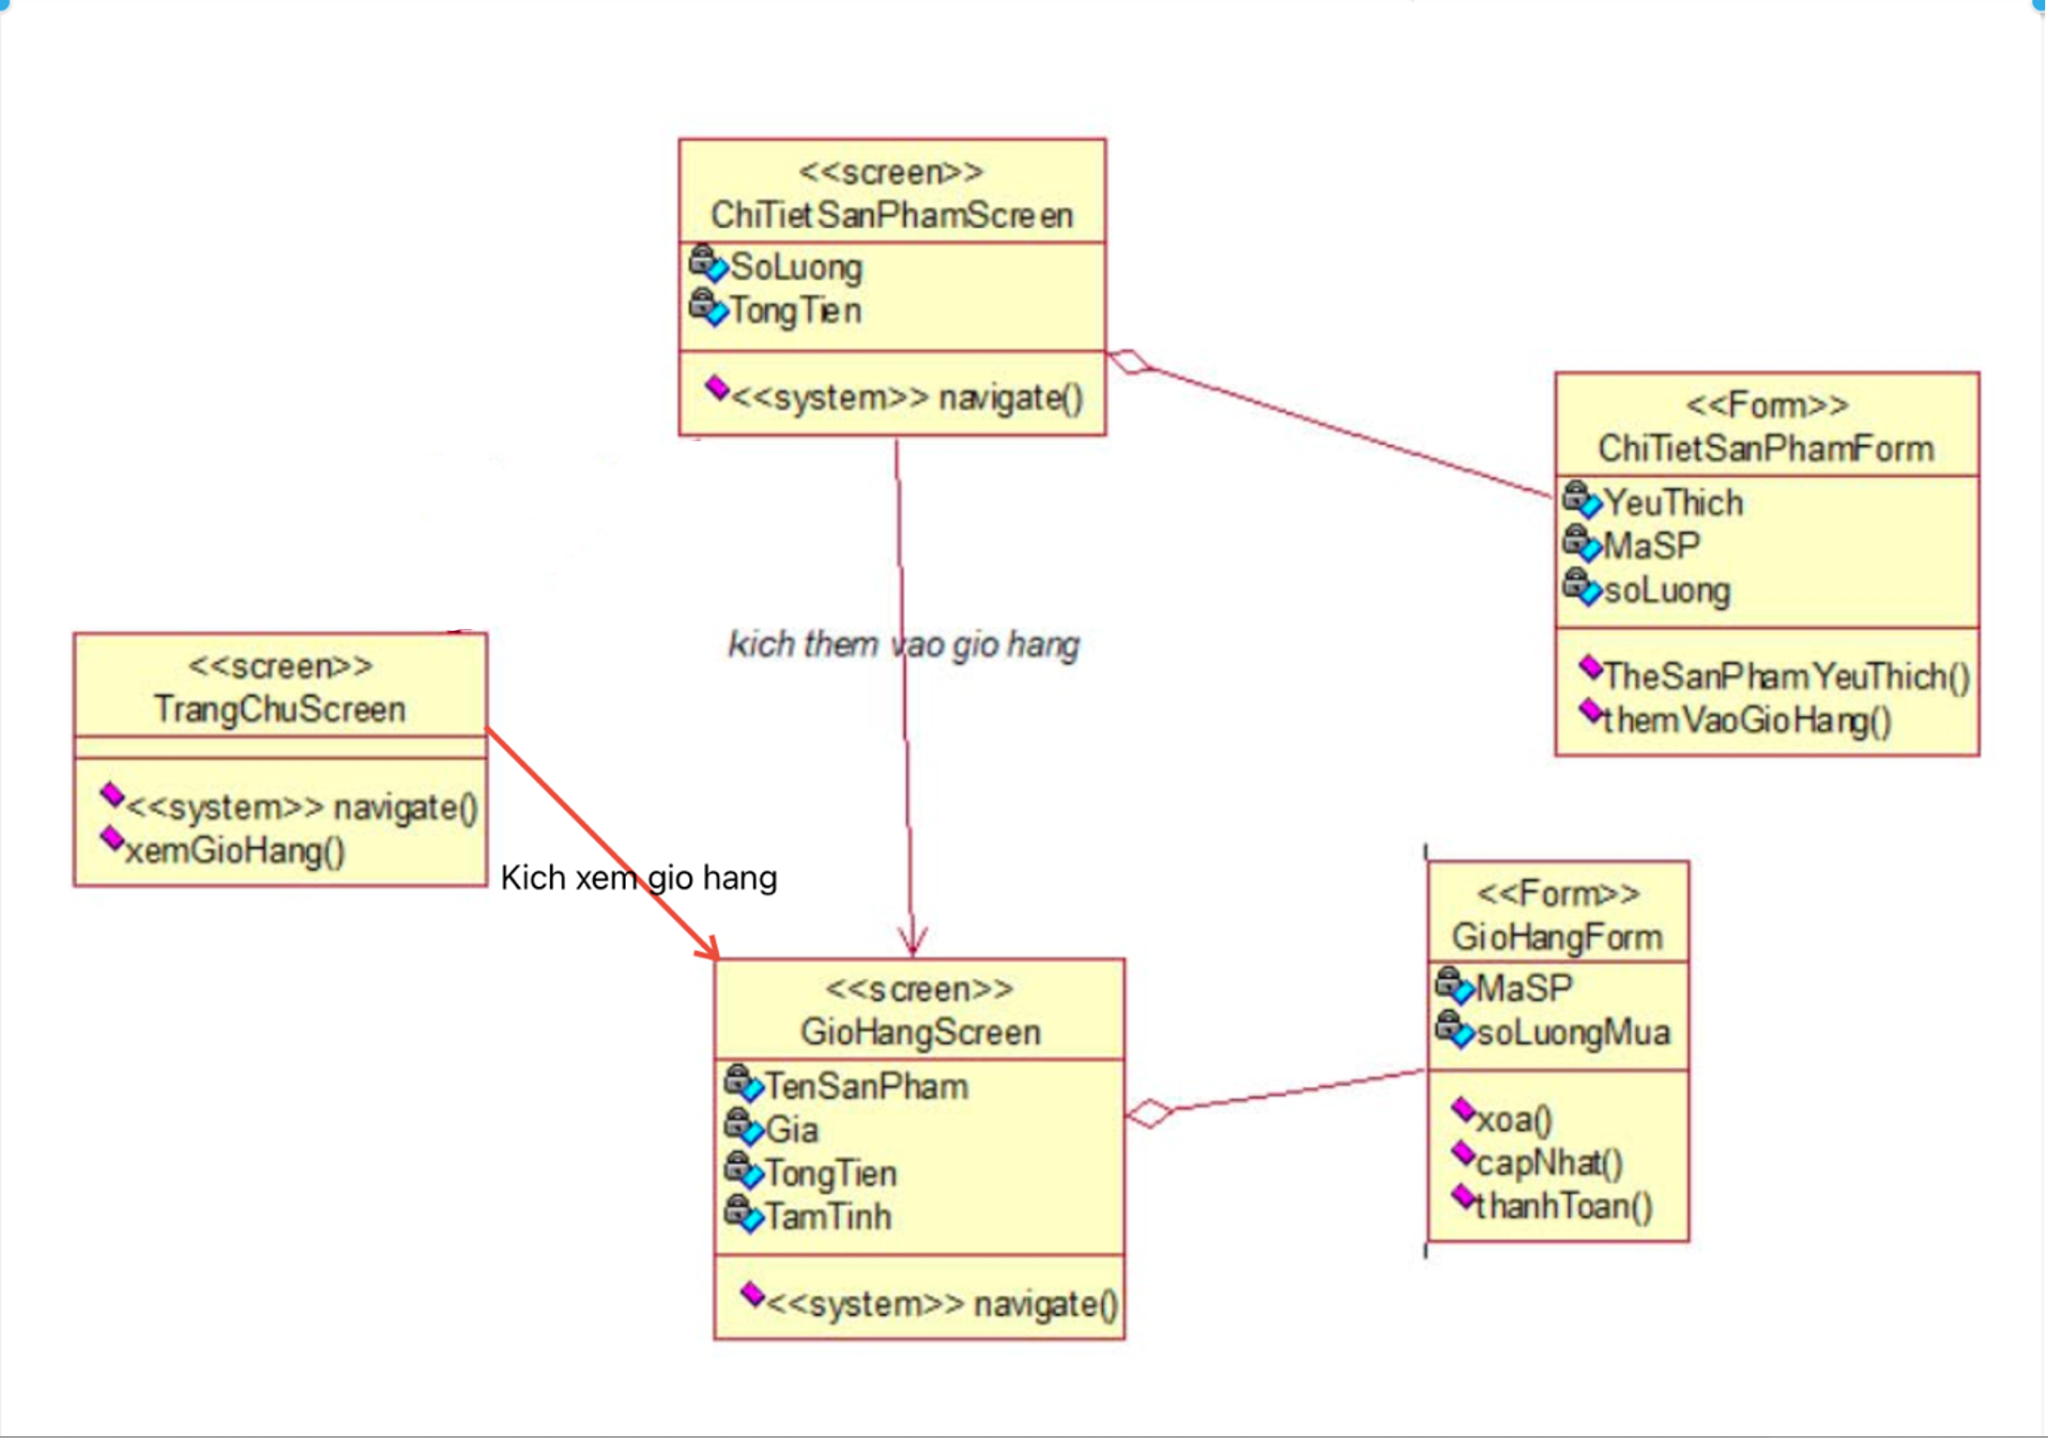 <<screen>>
ChiTietSanPhamScreen
SoLuong
TongTien
<<system>> navigate()
<<Form>>
ChiTietSanPhamForm
YeuThich
MaSP
soLuong
TheSanPhamYeuThich()
themVaoGioHang()
kich them vao gio hang
<<screen>>
TrangChuScreen
<<system>> navigate()
xemGioHang()
Kich xem gio hang
<<screen>>
GioHangScreen
TenSanPham
Gia
TongTien
TamTinh
<<system>> navigate()
<<Form>>
GioHangForm
MaSP
soLuongMua
xoa()
capNhat()
thanhToan()